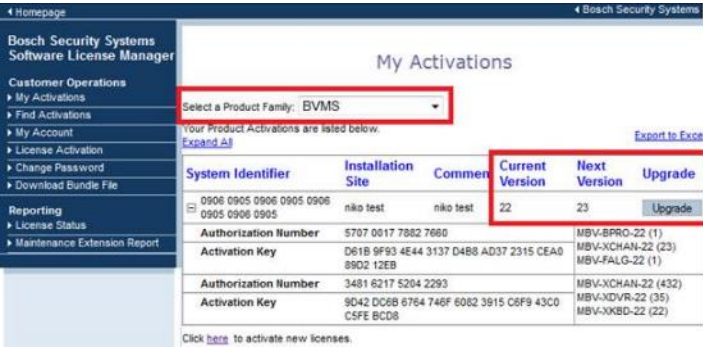 Homepage
Bosch Security Systems
Bosch Security Systems
Software License Manager
Customer Operations
My Activations
Find Activations
My Account
License Activation
Change Password
Download Bundle File
Reporting
License Status
Maintenance Extension Report
My Activations
Select a Product Family: BVMS
Your Product Activations are listed below.
Expand All
Export to Exce
System Identifier Installation Site Commen Current Version Next Version Upgrade
0906 0905 0906 0905 0906 0905 0906 0905 niko test niko test 22 23 Upgrade
Authorization Number 5707 0017 7882 7660
Activation Key D61B 9F93 4E44 3137 D4B8 AD37 2315 CEA0
89D2 12EB
MBV-BPRO-22 (1)
MBV-XCHAN-22 (23)
MBV-FALG-22 (1)
Authorization Number 3481 6217 5204 2293
Activation Key 9D42 DC6B 6764 746F 6082 3915 C6F9 43C0
C5FE BCD8
MBV-XCHAN-22 (432)
MBV-XDVR-22 (35)
MBV-XKBD-22 (22)
Click here to activate new licenses.